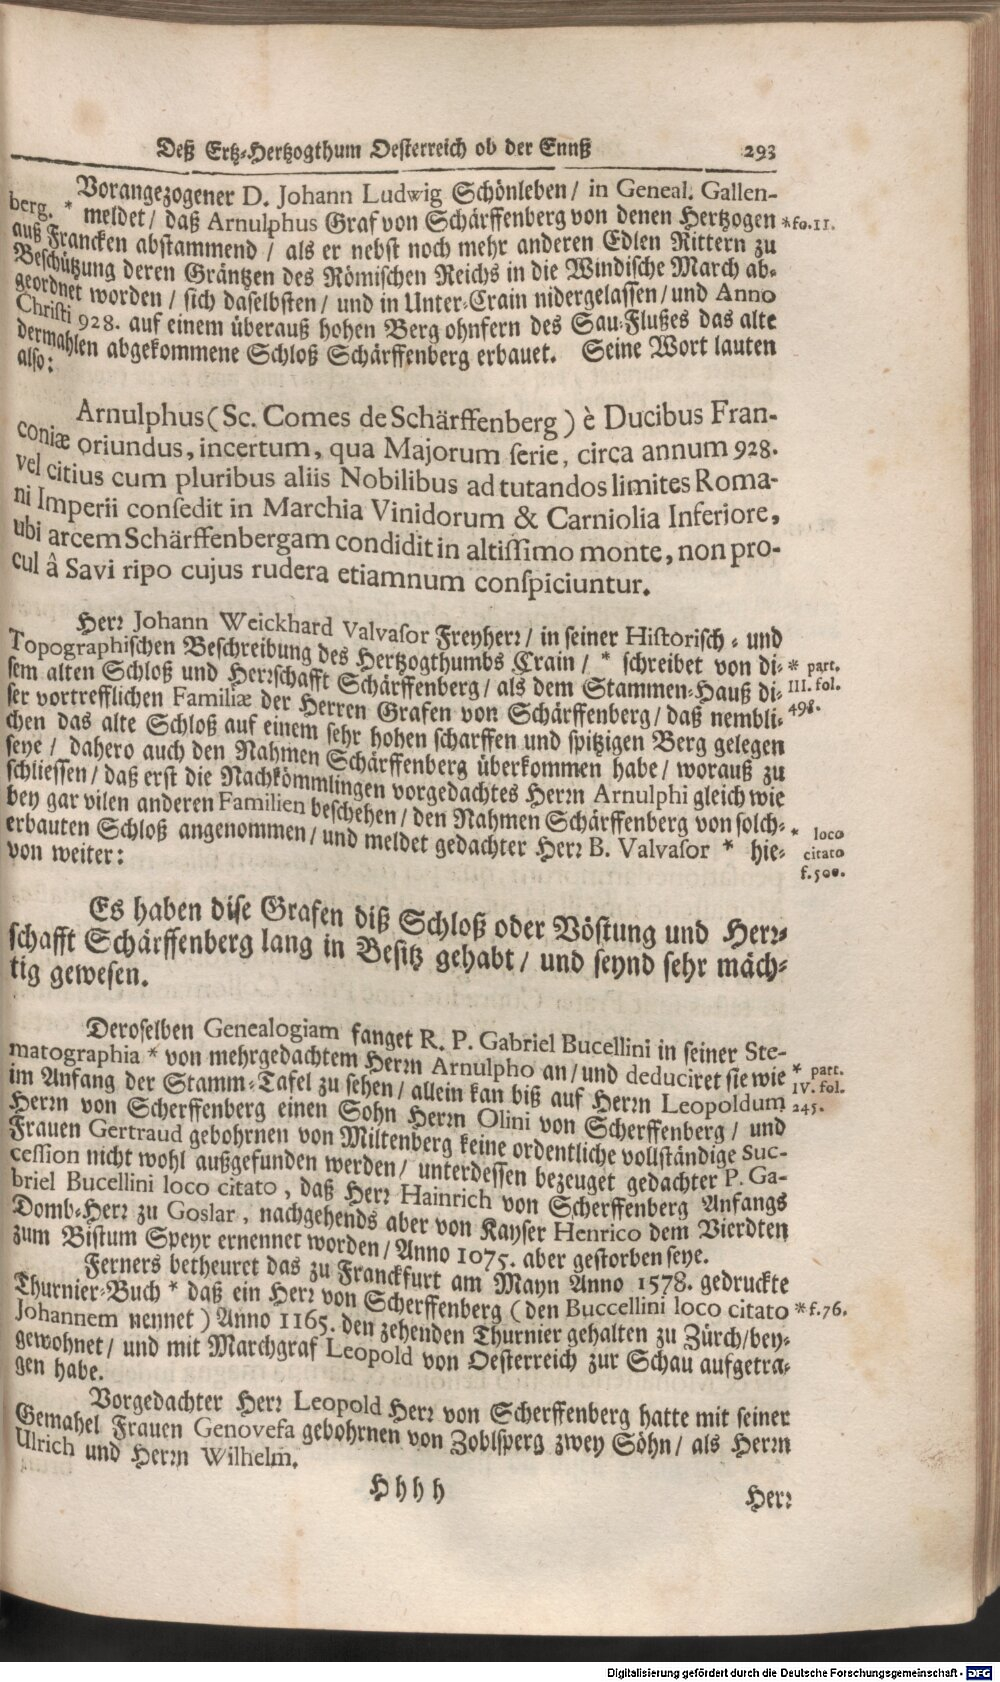 Deß Ertz-Hertzogthum Oesterreich ob der Ennß 293
Vorangezogener D. Johann Ludwig Schönleben / in Geneal. Gallen-
berg. * meldet / daß Arnulphus Graf von Schärffenberg von denen Hertzogen *fo.11.
auß Francken abstammend / als er nebst noch mehr anderen Edlen Rittern zu
Beschützung deren Gräntzen des Römischen Reichs in die Windische March ab-
geordnet worden / sich daselbsten / und in Unter-Crain nidergelassen / und Anno
Christi 928. auf einem überauß hohen Berg ohnfern des Sau-Flußes das alte
dermahlen abgekommene Schloß Schärffenberg erbauet. Seine Wort lauten
also:
Arnulphus (Sc. Comes de Schärffenberg) è Ducibus Fran-
coniæ oriundus, incertum, qua Majorum serie, circa annum 928.
vel citius cum pluribus aliis Nobilibus ad tutandos limites Roma-
ni Imperii consedit in Marchia Vinidorum & Carniolia Inferiore,
ubi arcem Schärffenbergam condidit in altissimo monte, non pro-
cul â Savi ripo cujus rudera etiamnum conspiciuntur.
Herr Johann Weickhard Valvasor Freyherr / in seiner Historisch- und
Topographischen Beschreibung des Hertzogthumbs Crain / * schreibet von di- * part.
sem alten Schloß und Herrschafft Schärffenberg / als dem Stammen-Hauß di- III. fol.
ser vortrefflichen Familiæ der Herren Grafen von Schärffenberg / daß nembli- 498.
chen das alte Schloß auf einem sehr hohen scharffen und spitzigen Berg gelegen
seye / dahero auch den Nahmen Schärffenberg überkommen habe / worauß zu
schliessen / daß erst die Nachkömmlingen vorgedachtes Herrn Arnulphi gleich wie
bey gar vilen anderen Familien beschehen / den Nahmen Schärffenberg von solch-
erbauten Schloß angenommen / und meldet gedachter Herr B. Valvasor * hie- * loco
von weiter: citato
f.500.
Es haben dise Grafen diß Schloß oder Vöstung und Herr-
schafft Schärffenberg lang in Besitz gehabt / und seynd sehr mäch-
tig gewesen.
Deroselben Genealogiam fanget R. P. Gabriel Bucellini in seiner Ste-
matographia * von mehrgedachtem Herrn Arnulpho an / und deduciret sie wie * part.
im Anfang der Stamm-Tafel zu sehen / allein kan biß auf Herrn Leopoldum IV. fol.
Herrn von Scherffenberg einen Sohn Herrn Olini von Scherffenberg / und 245.
Frauen Gertraud gebohrnen von Miltenberg keine ordentliche vollständige Suc-
cession nicht wohl außgefunden werden / unterdessen bezeuget gedachter P. Ga-
briel Bucellini loco citato, daß Herr Hainrich von Scherffenberg Anfangs
Domb-Herr zu Goslar, nachgehends aber von Kayser Henrico dem Vierdten
zum Bistum Speyr ernennet worden / Anno 1075. aber gestorben seye.
Ferners betheuret das zu Franckfurt am Mayn Anno 1578. gedruckte
Thurnier-Buch * daß ein Herr von Scherffenberg (den Buccellini loco citato *f.76.
Johannem nennet) Anno 1165. den zehenden Thurnier gehalten zu Zürch / bey-
gewohnet / und mit Marchgraf Leopold von Oesterreich zur Schau aufgetra-
gen habe.
Vorgedachter Herr Leopold Herr von Scherffenberg hatte mit seiner
Gemahel Frauen Genovefa gebohrnen von Zoblsperg zwey Söhn / als Herrn
Ulrich und Herrn Wilhelm̃.
Hhhh Herr
Digitalisierung gefördert durch die Deutsche Forschungsgemeinschaft - DFG